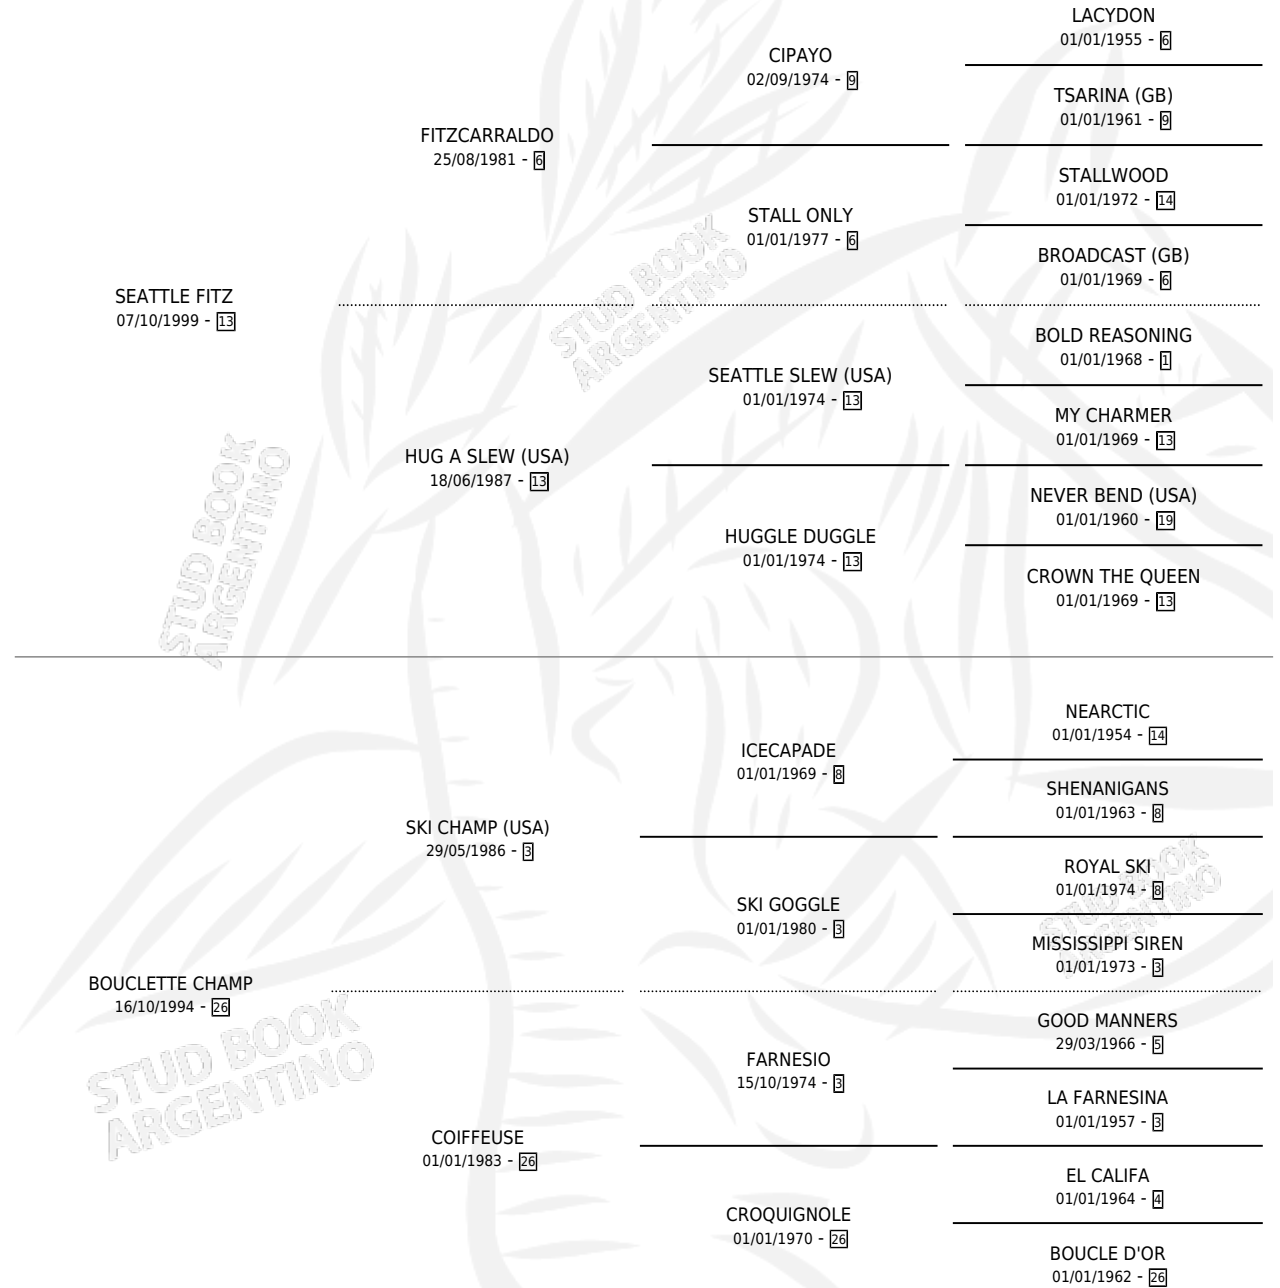 LACYDON
01/01/1955 - 6
CIPAYO
02/09/1974 - 9
TSARINA (GB)
01/01/1961 - 9
FITZCARRALDO
25/08/1981 - 6
STALLWOOD
01/01/1972 - 14
STALL ONLY
01/01/1977 - 6
BROADCAST (GB)
01/01/1969 - 6
SEATTLE FITZ
07/10/1999 - 13
STUD BOOK
ARGENTINO
BOLD REASONING
01/01/1968 - 1
SEATTLE SLEW (USA)
01/01/1974 - 13
MY CHARMER
01/01/1969 - 13
HUG A SLEW (USA)
18/06/1987 - 13
NEVER BEND (USA)
01/01/1960 - 19
HUGGLE DUGGLE
01/01/1974 - 13
CROWN THE QUEEN
01/01/1969 - 13
STUD BOOK
ARGENTINO
NEARCTIC
01/01/1954 - 14
ICECAPADE
01/01/1969 - 8
SHENANIGANS
01/01/1963 - 8
SKI CHAMP (USA)
29/05/1986 - 3
ROYAL SKI
01/01/1974 - 8
SKI GOGGLE
01/01/1980 - 3
STUD BOOK
ARGENTINO
MISSISSIPPI SIREN
01/01/1973 - 3
BOUCLETTE CHAMP
16/10/1994 - 26
GOOD MANNERS
29/03/1966 - 5
FARNESIO
15/10/1974 - 3
STUD BOOK
ARGENTINO
LA FARNESINA
01/01/1957 - 3
COIFFEUSE
01/01/1983 - 26
EL CALIFA
01/01/1964 - 4
CROQUIGNOLE
01/01/1970 - 26
BOUCLE D'OR
01/01/1962 - 26